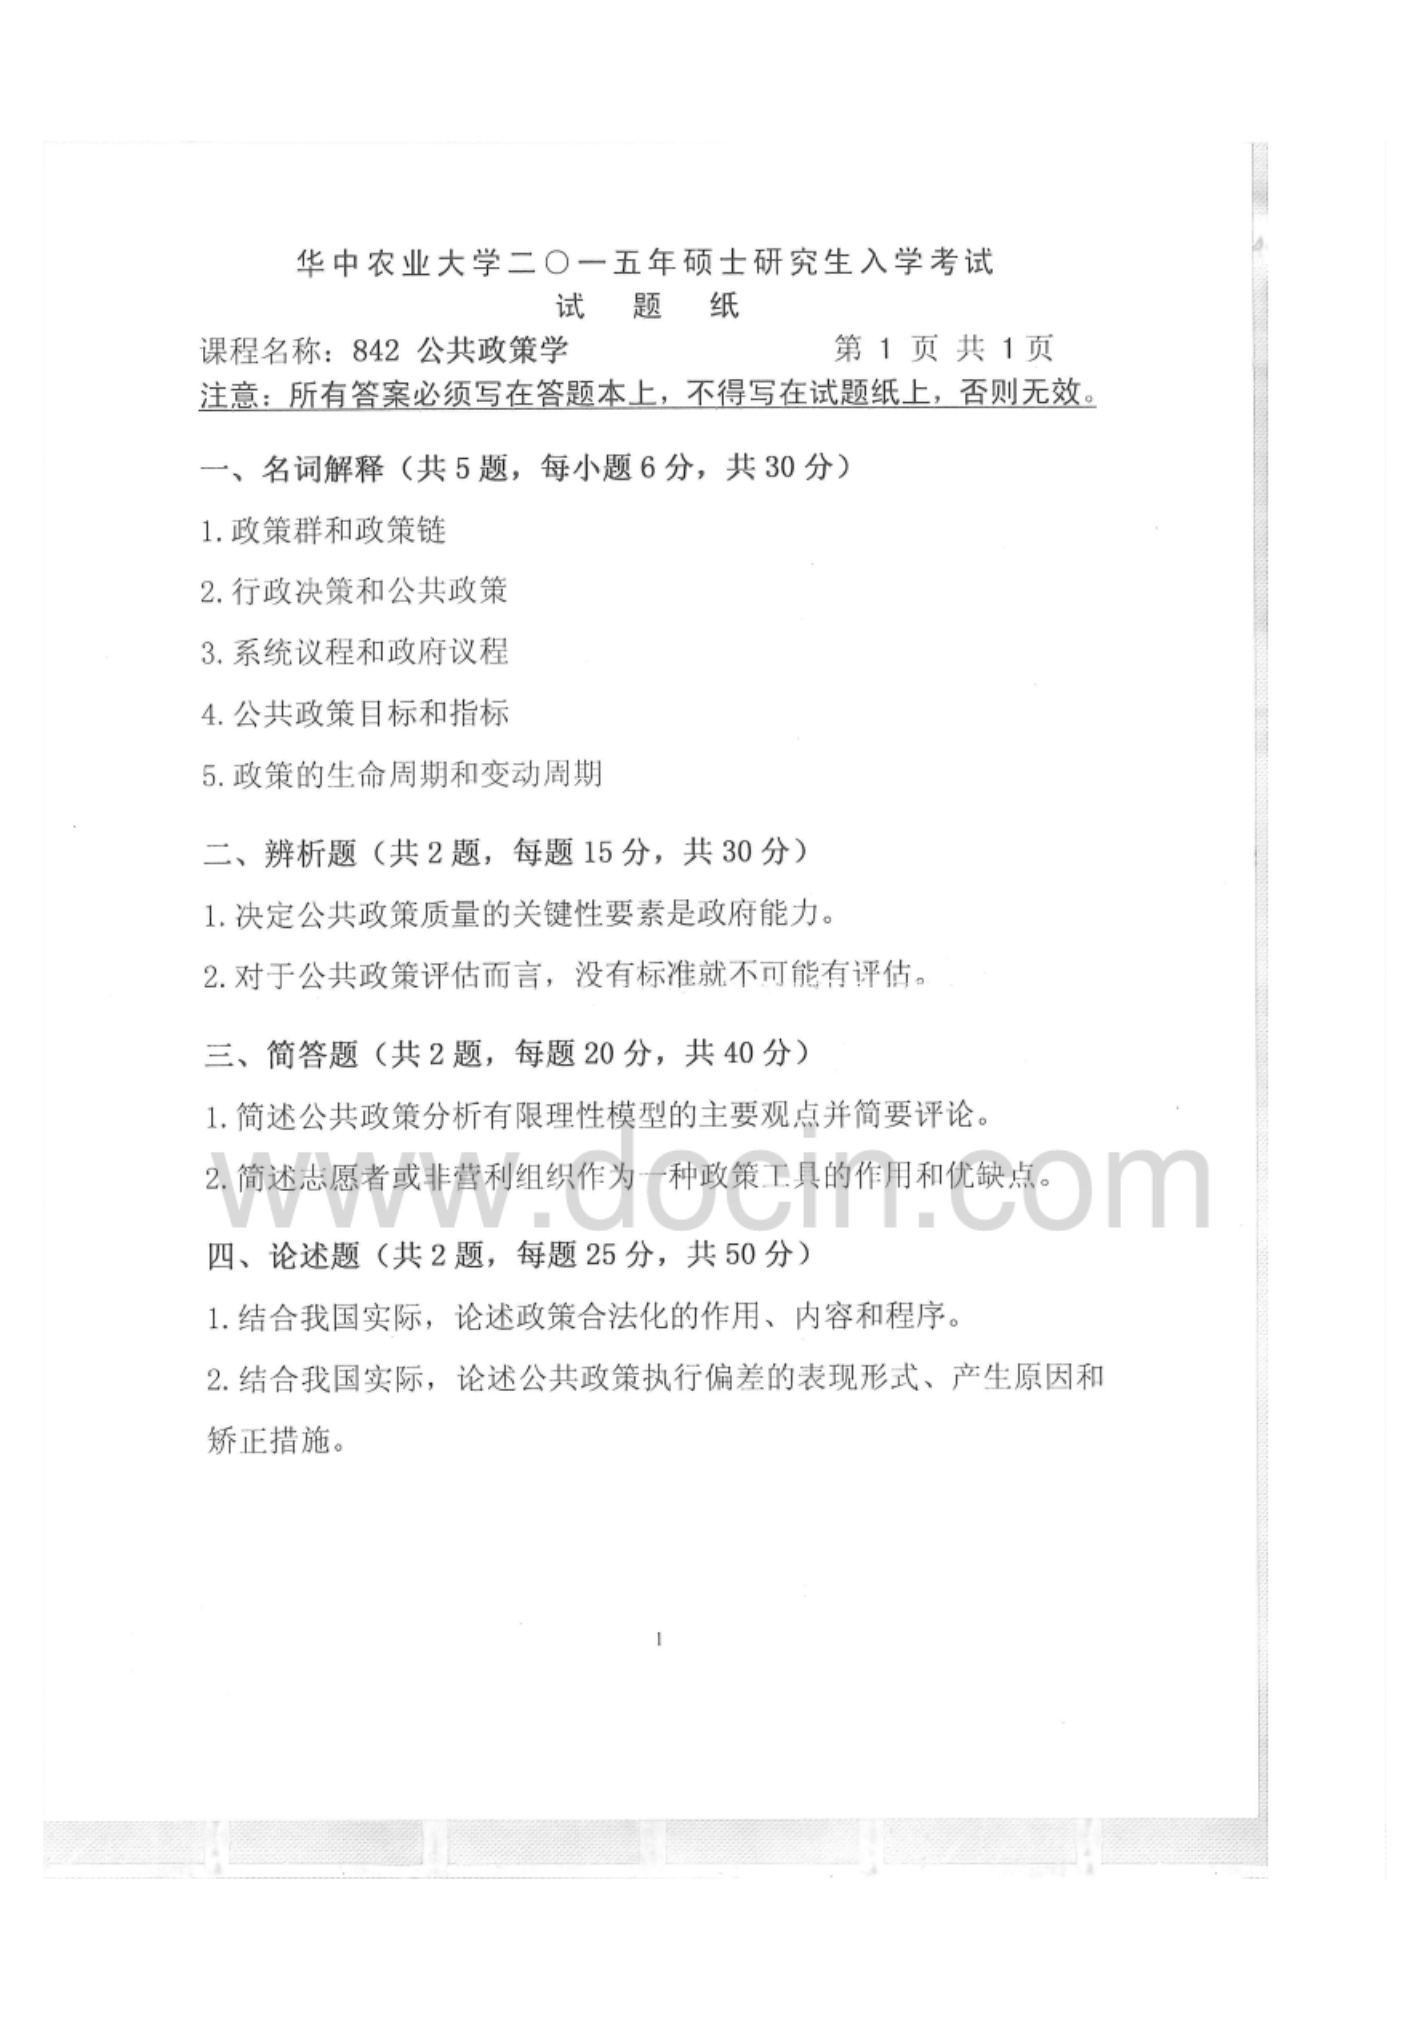 华中农业大学二〇一五年硕士研究生入学考试
试 题 纸
课程名称：842 公共政策学 第 1 页 共 1 页
注意：所有答案必须写在答题本上，不得写在试题纸上，否则无效。
一、名词解释（共 5 题，每小题 6 分，共 30 分）
1.政策群和政策链
2.行政决策和公共政策
3.系统议程和政府议程
4.公共政策目标和指标
5.政策的生命周期和变动周期
二、辨析题（共 2 题，每题 15 分，共 30 分）
1.决定公共政策质量的关键性要素是政府能力。
2.对于公共政策评估而言，没有标准就不可能有评估。
三、简答题（共 2 题，每题 20 分，共 40 分）
1.简述公共政策分析有限理性模型的主要观点并简要评论。
2.简述志愿者或非营利组织作为一种政策工具的作用和优缺点。
www.docin.com
四、论述题（共 2 题，每题 25 分，共 50 分）
1.结合我国实际，论述政策合法化的作用、内容和程序。
2.结合我国实际，论述公共政策执行偏差的表现形式、产生原因和
矫正措施。
1